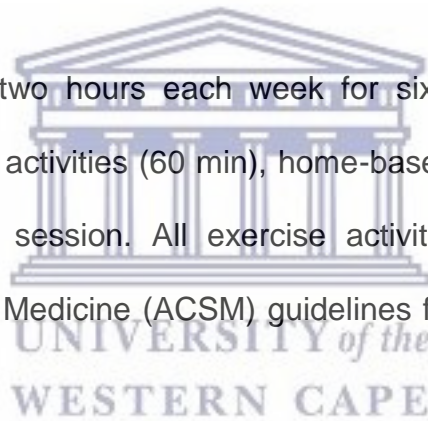 two hours each week for six
activities (60 min), home-base
session. All exercise activit
Medicine (ACSM) guidelines f
UNIVERSITY of the
WESTERN CAPE